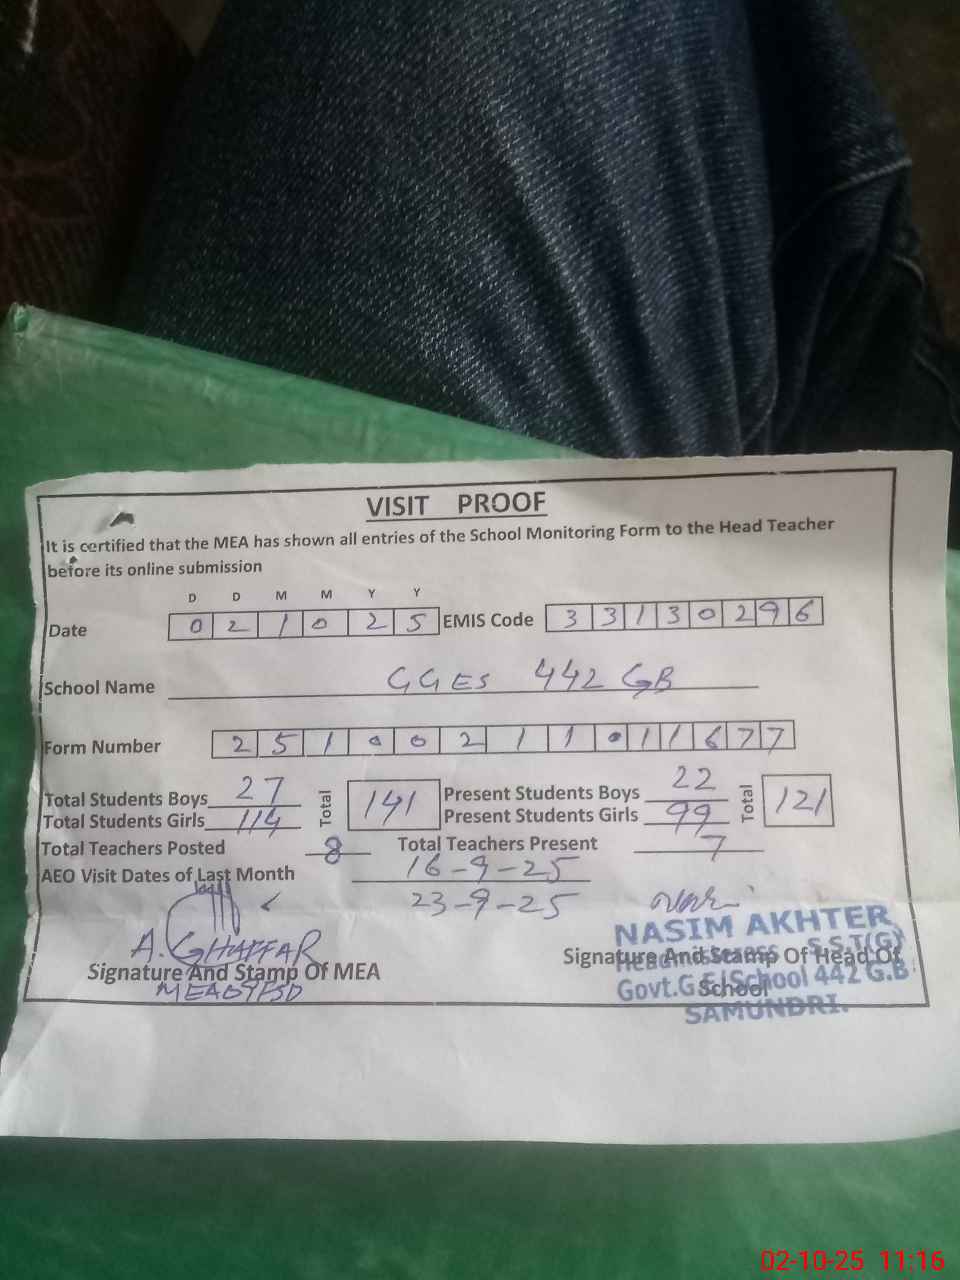 VISIT PROOF
It is certified that the MEA has shown all entries of the School Monitoring Form to the Head Teacher
before its online submission
D D M M Y Y
Date 0 2 1 0 2 5 EMIS Code 3 3 1 3 0 2 9 6
School Name GGES 442 GB
Form Number 2 5 1 0 0 2 1 1 0 1 1 6 7 7
Total Students Boys 27 Total 141 Present Students Boys 22 Total 121
Total Students Girls 114 Present Students Girls 99
Total Teachers Posted 8 Total Teachers Present 7
AEO Visit Dates of Last Month 16-9-25
23-9-25
A. GHAFFAR
Signature And Stamp Of MEA
NASIM AKHTER
Headmistress S.S.T(G)
Signature And Stamp Of Head Of
School
Govt.G.E/School 442 G.B
SAMUNDRI.
02-10-25 11:16